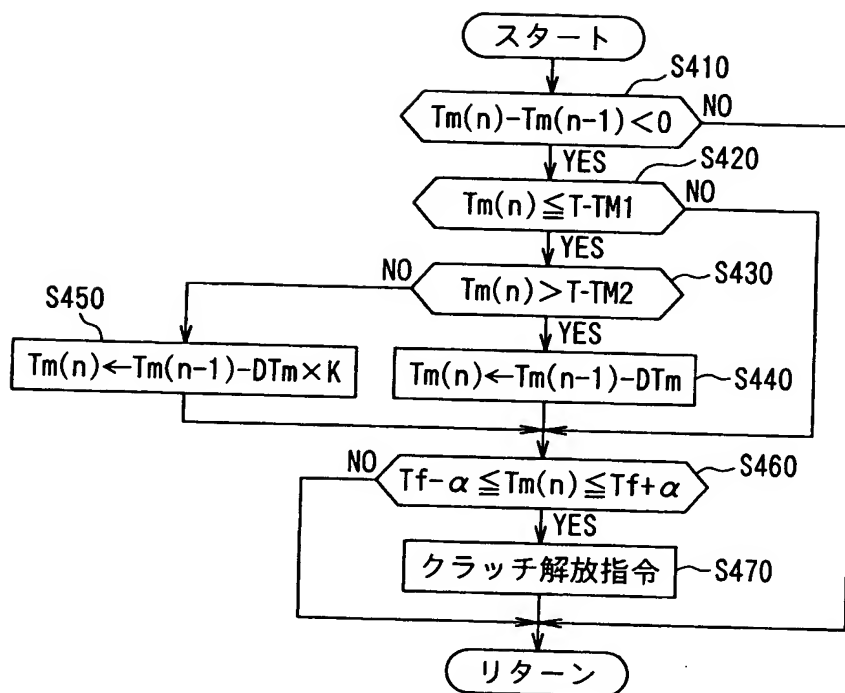 スタート
S410
Tm(n)-Tm(n-1)<0
NO
YES
S420
Tm(n)≦T-TM1
NO
YES
NO
S430
Tm(n)>T-TM2
S450
YES
Tm(n)←Tm(n-1)-DTm×K
Tm(n)←Tm(n-1)-DTm
S440
NO
S460
Tf-α≦Tm(n)≦Tf+α
YES
クラッチ解放指令
S470
リターン